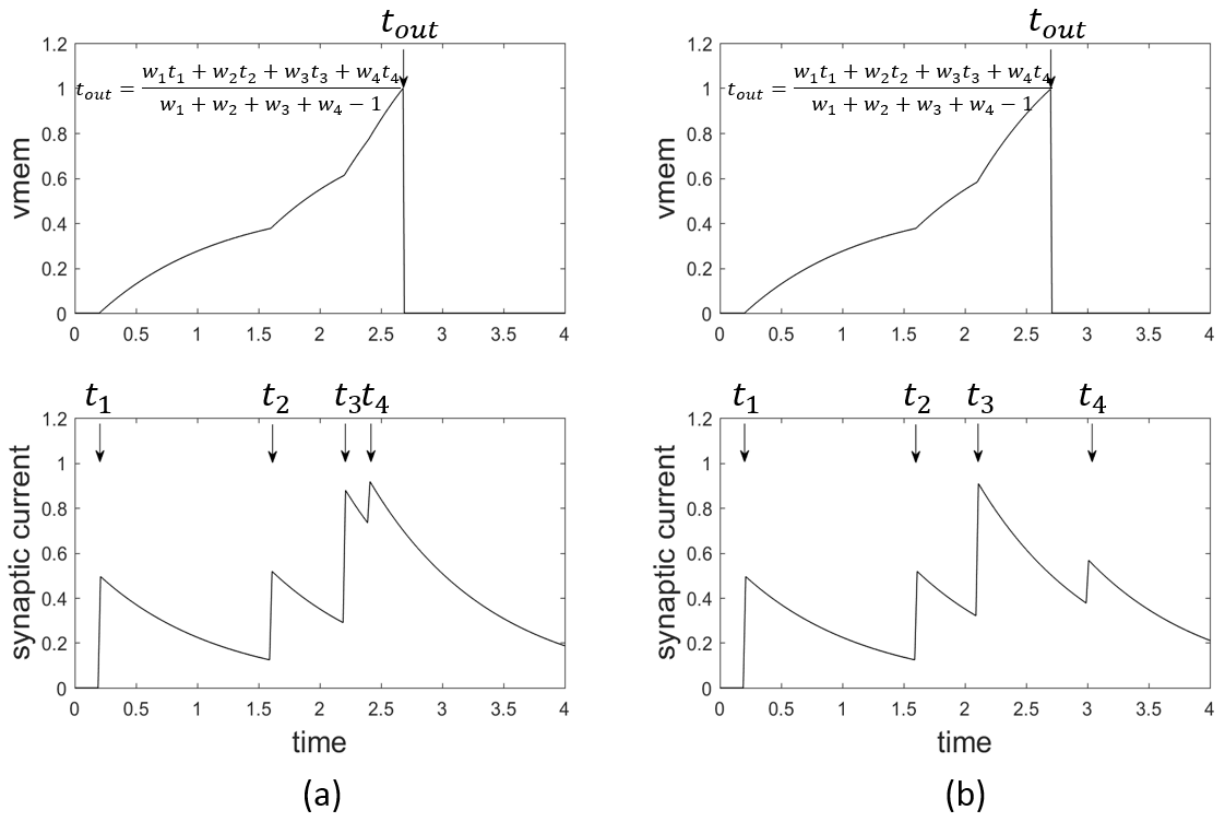 t_out
1.2
1
0.8
0.6
0.4
0.2
0
vmem
t_out = (w_1t_1 + w_2t_2 + w_3t_3 + w_4t_4) / (w_1 + w_2 + w_3 + w_4 − 1)
0 0.5 1 1.5 2 2.5 3 3.5 4
t_out
1.2
1
0.8
0.6
0.4
0.2
0
vmem
t_out = (w_1t_1 + w_2t_2 + w_3t_3 + w_4t_4) / (w_1 + w_2 + w_3 + w_4 − 1)
0 0.5 1 1.5 2 2.5 3 3.5 4
t_1 t_2 t_3 t_4
1.2
1
0.8
0.6
0.4
0.2
0
synaptic current
0 0.5 1 1.5 2 2.5 3 3.5 4
time
(a)
t_1 t_2 t_3 t_4
1.2
1
0.8
0.6
0.4
0.2
0
synaptic current
0 0.5 1 1.5 2 2.5 3 3.5 4
time
(b)